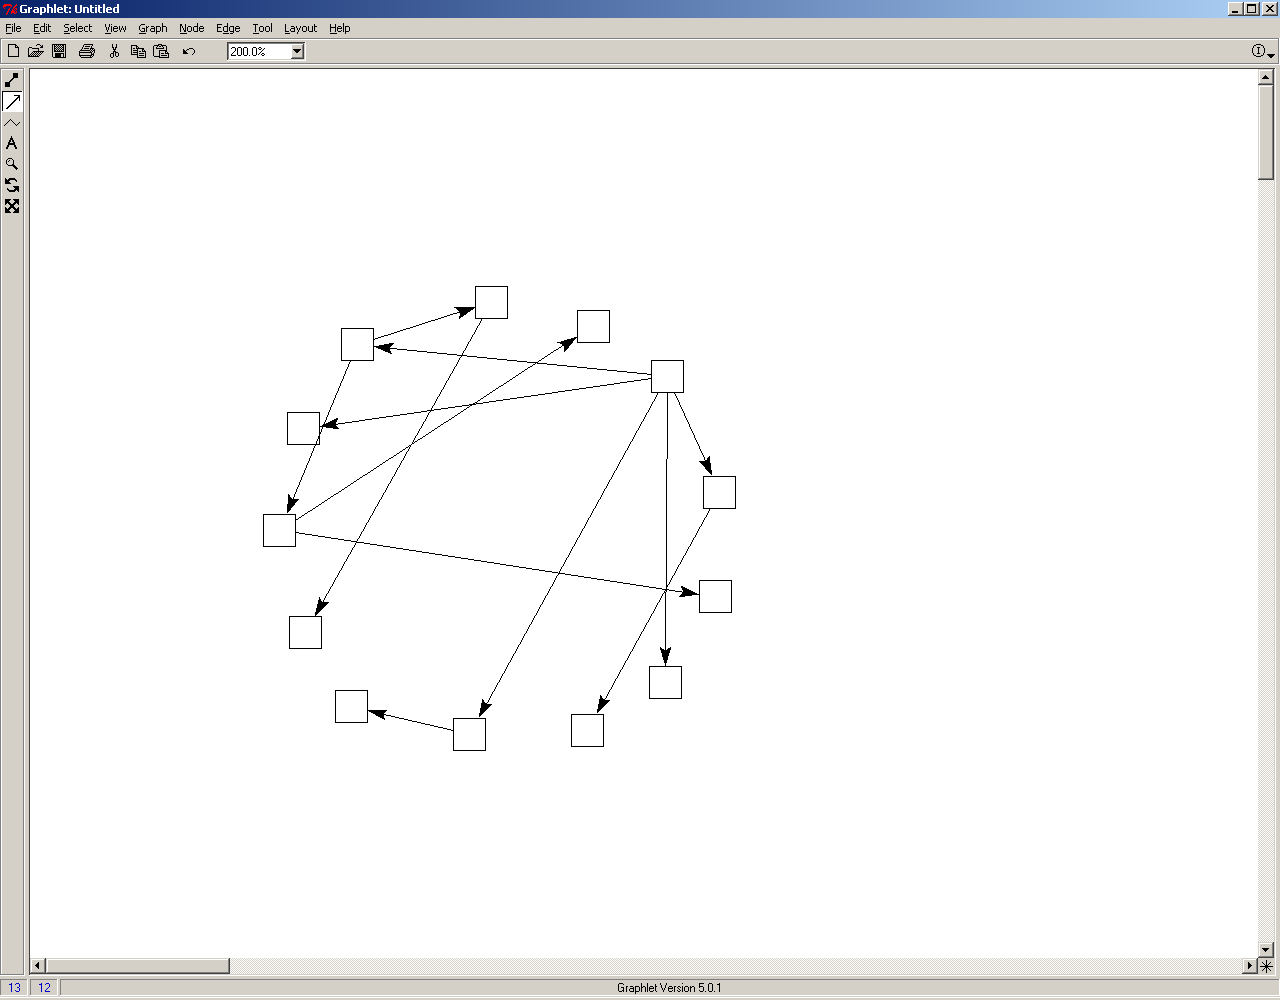 Graphlet: Untitled
File Edit Select View Graph Node Edge Tool Layout Help
200.0%
A
13 12 Graphlet Version 5.0.1